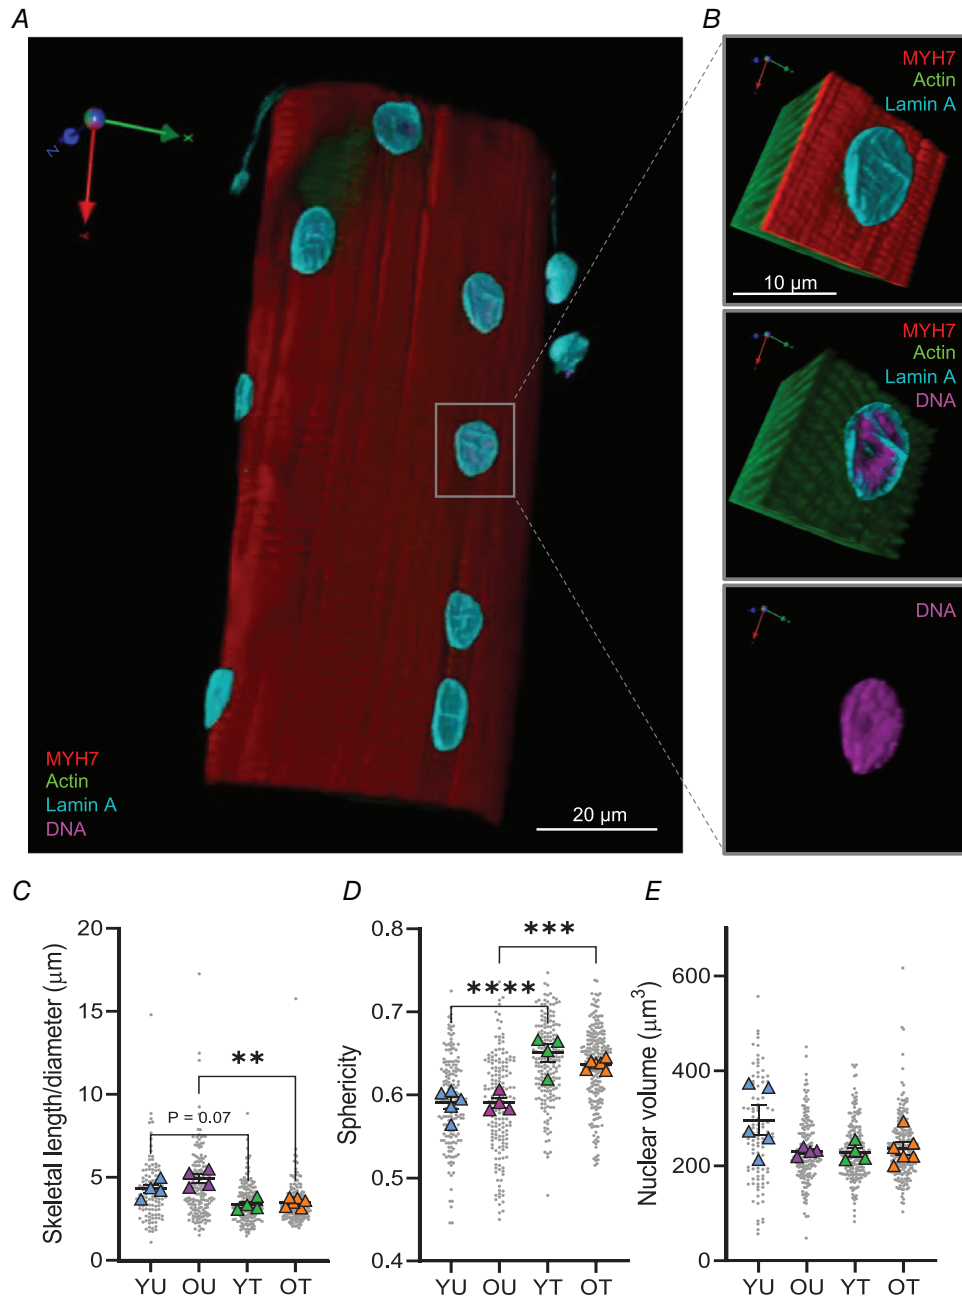 A
B
Z
X
Y
MYH7
Actin
Lamin A
DNA
20 µm
MYH7
Actin
Lamin A
10 µm
MYH7
Actin
Lamin A
DNA
DNA
C
Skeletal length/diameter (µm)
20
15
10
5
0
P = 0.07
**
YU OU YT OT
D
Sphericity
0.8
0.7
0.6
0.5
0.4
****
***
YU OU YT OT
E
Nuclear volume (µm³)
600
400
200
0
YU OU YT OT